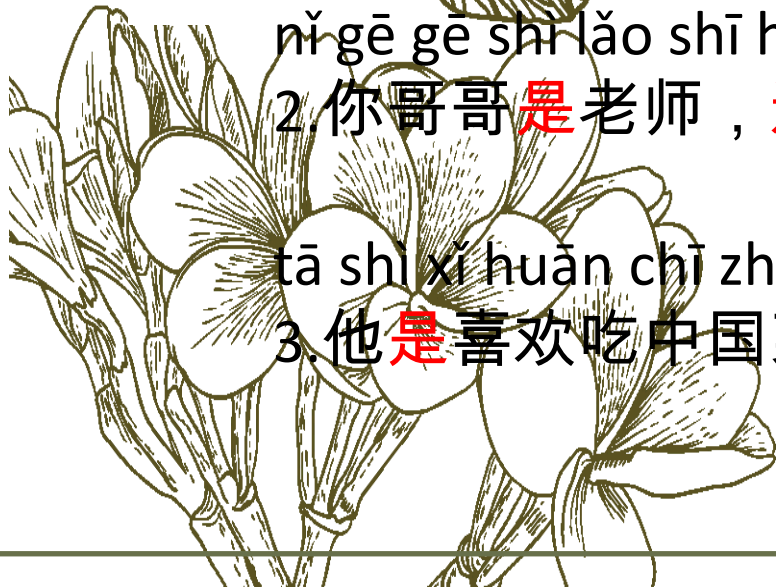 nǐ gē gē shì lǎo shī
2.你哥哥是老师，
tā shì xǐ huān chī
3.他是喜欢吃中国